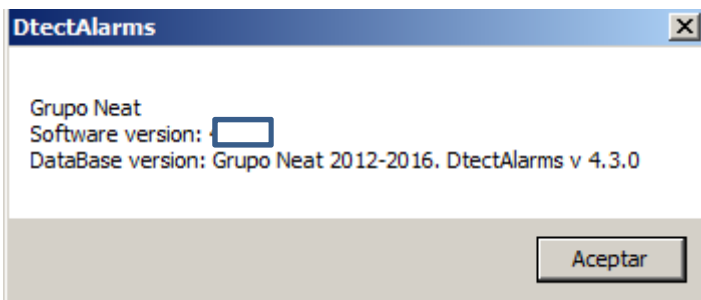 DtectAlarms
Grupo Neat
Software version:
DataBase version: Grupo Neat 2012-2016. DtectAlarms v 4.3.0
Aceptar